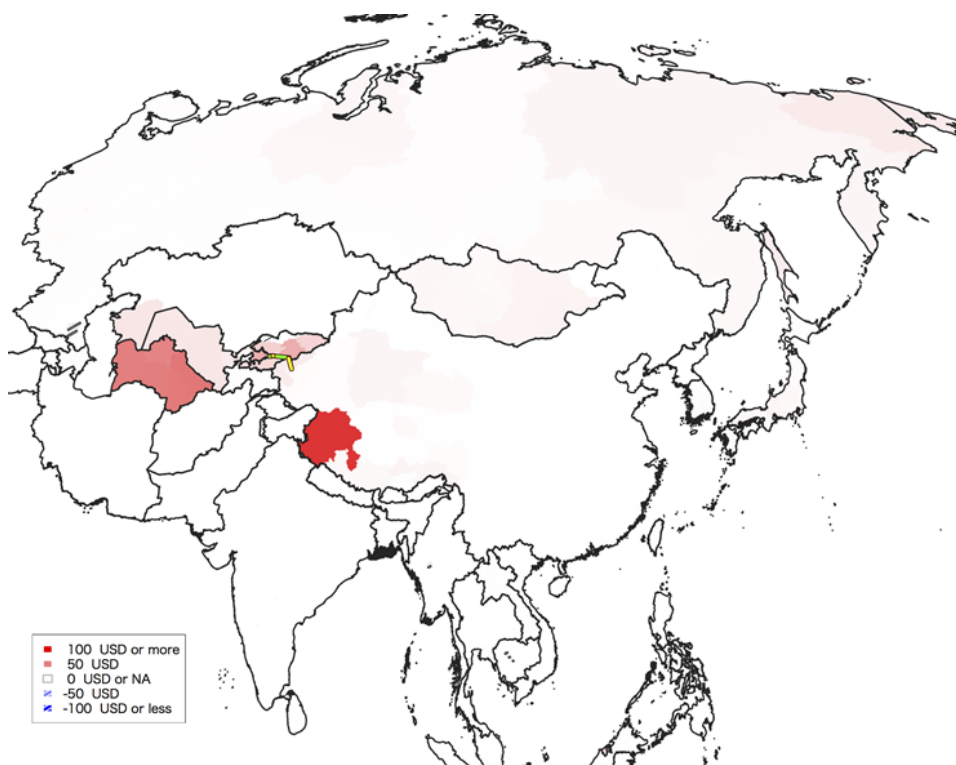 100 USD or more
50 USD
0 USD or NA
-50 USD
-100 USD or less